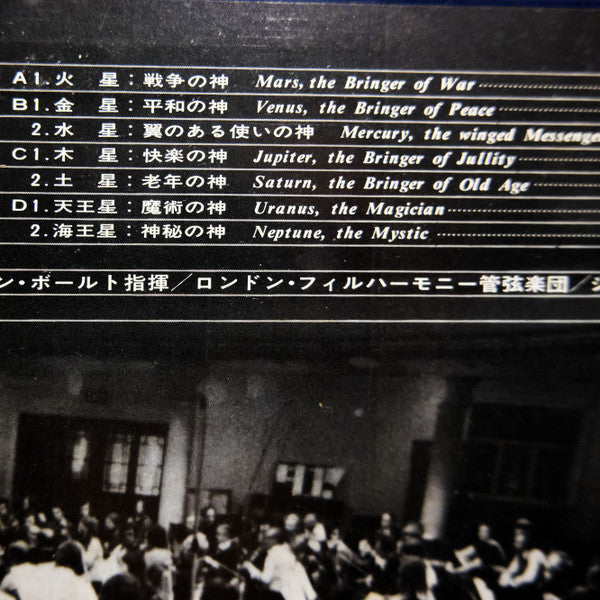 A1.火 星：戦争の神 Mars, the Bringer of War
B1.金 星：平和の神 Venus, the Bringer of Peace
2.水 星：翼のある使いの神 Mercury, the winged Messenge
C1.木 星：快楽の神 Jupiter, the Bringer of Jullity
2.土 星：老年の神 Saturn, the Bringer of Old Age
D1.天王星：魔術の神 Uranus, the Magician
2.海王星：神秘の神 Neptune, the Mystic
ン・ボールト指揮／ロンドン・フィルハーモニー管弦楽団／ジ